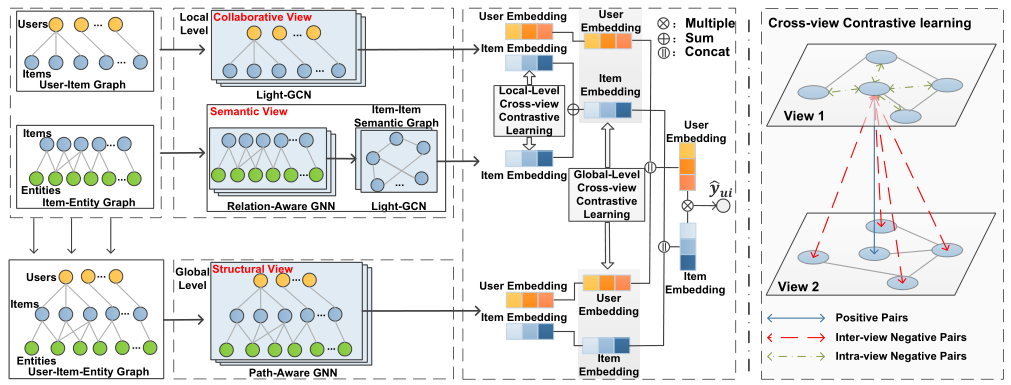 Users
Items
User-Item Graph
Items
Entities
Item-Entity Graph
Users
Items
Entities
User-Item-Entity Graph
Local
Level
Collaborative View
Light-GCN
Semantic View
Item-Item
Semantic Graph
Relation-Aware GNN
Light-GCN
Global
Level
Structural View
Path-Aware GNN
User Embedding
Item Embedding
Local-Level
Cross-view
Contrastive
Learning
Item Embedding
User
Embedding
Item
Embedding
Global-Level
Cross-view
Contrastive
Learning
User Embedding
Item Embedding
User
Embedding
Item
Embedding
⊗: Multiple
⊕: Sum
: Concat
User
Embedding
ŷui
Item
Embedding
Cross-view Contrastive learning
View 1
View 2
Positive Pairs
Inter-view Negative Pairs
Intra-view Negative Pairs